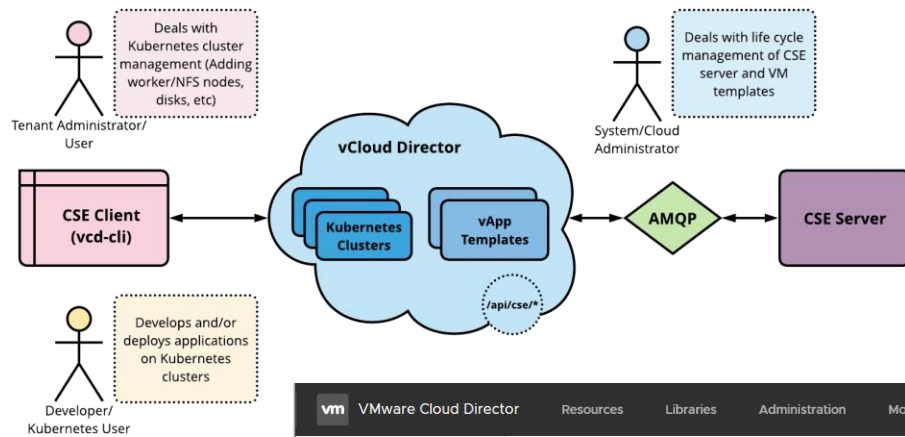 Deals with
Kubernetes cluster
management (Adding
worker/NFS nodes,
disks, etc)
Tenant Administrator/
User
Deals with life cycle
management of CSE
server and VM
templates
System/Cloud
Administrator
vCloud Director
CSE Client
(vcd-cli)
Kubernetes
Clusters
vApp
Templates
AMQP
CSE Server
/api/cse/*
Develops and/or
deploys applications
on Kubernetes
clusters
Developer/
Kubernetes User
vm VMware Cloud Director Resources Libraries Administration Mo